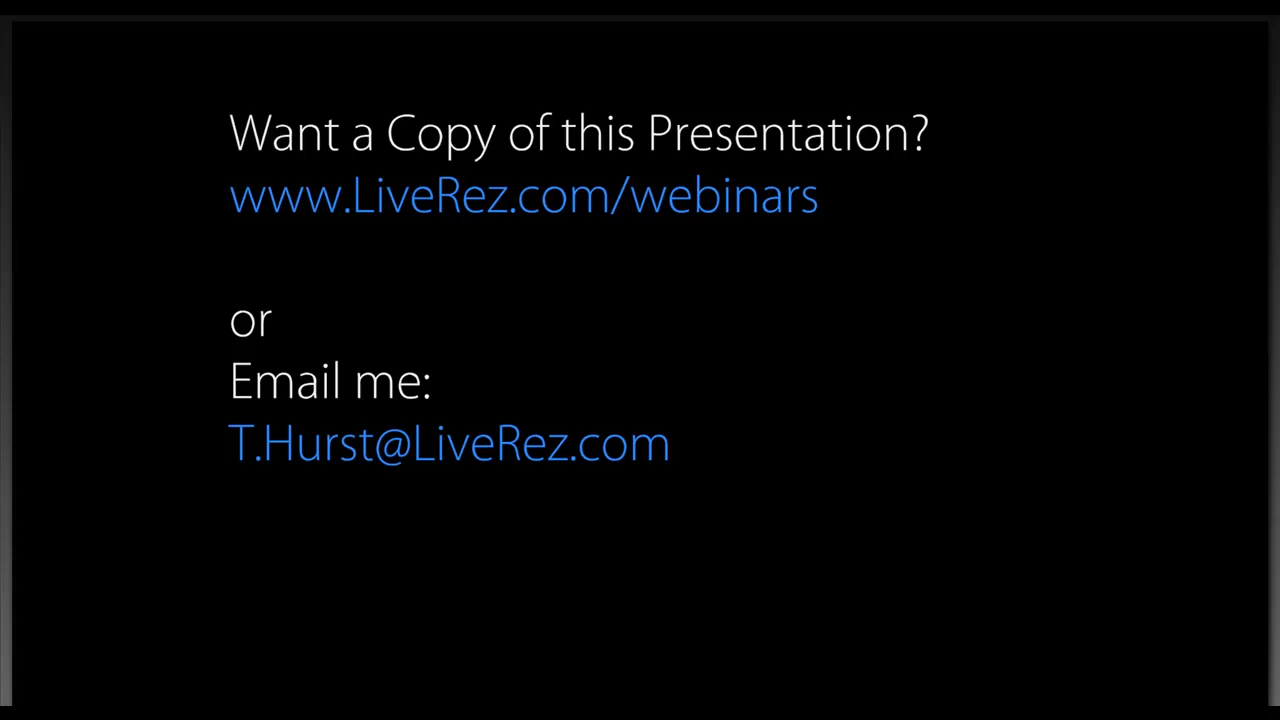 Want a Copy of this Presentation?
www.LiveRez.com/webinars
or
Email me:
T.Hurst@LiveRez.com